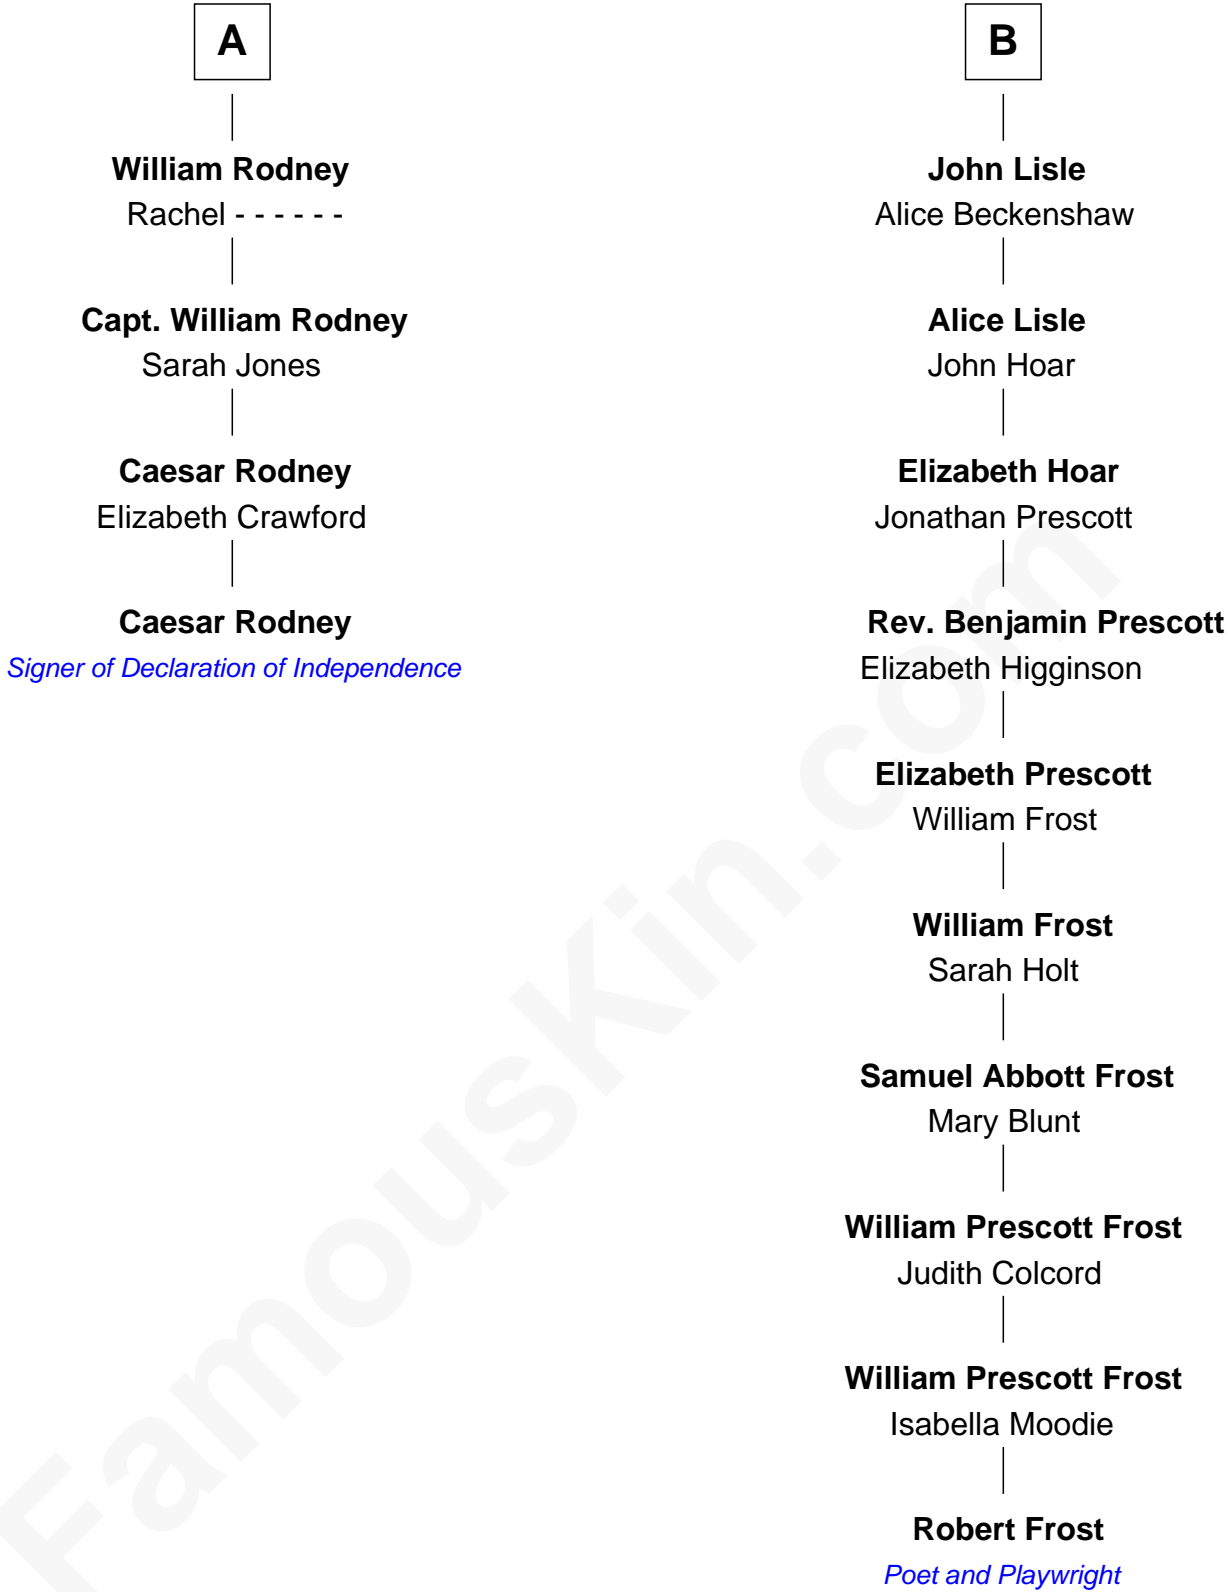 A
William Rodney
Rachel - - - - - -
Capt. William Rodney
Sarah Jones
Caesar Rodney
Elizabeth Crawford
Caesar Rodney
Signer of Declaration of Independence
B
John Lisle
Alice Beckenshaw
Alice Lisle
John Hoar
Elizabeth Hoar
Jonathan Prescott
Rev. Benjamin Prescott
Elizabeth Higginson
Elizabeth Prescott
William Frost
William Frost
Sarah Holt
Samuel Abbott Frost
Mary Blunt
William Prescott Frost
Judith Colcord
William Prescott Frost
Isabella Moodie
Robert Frost
Poet and Playwright
FamousKin.com